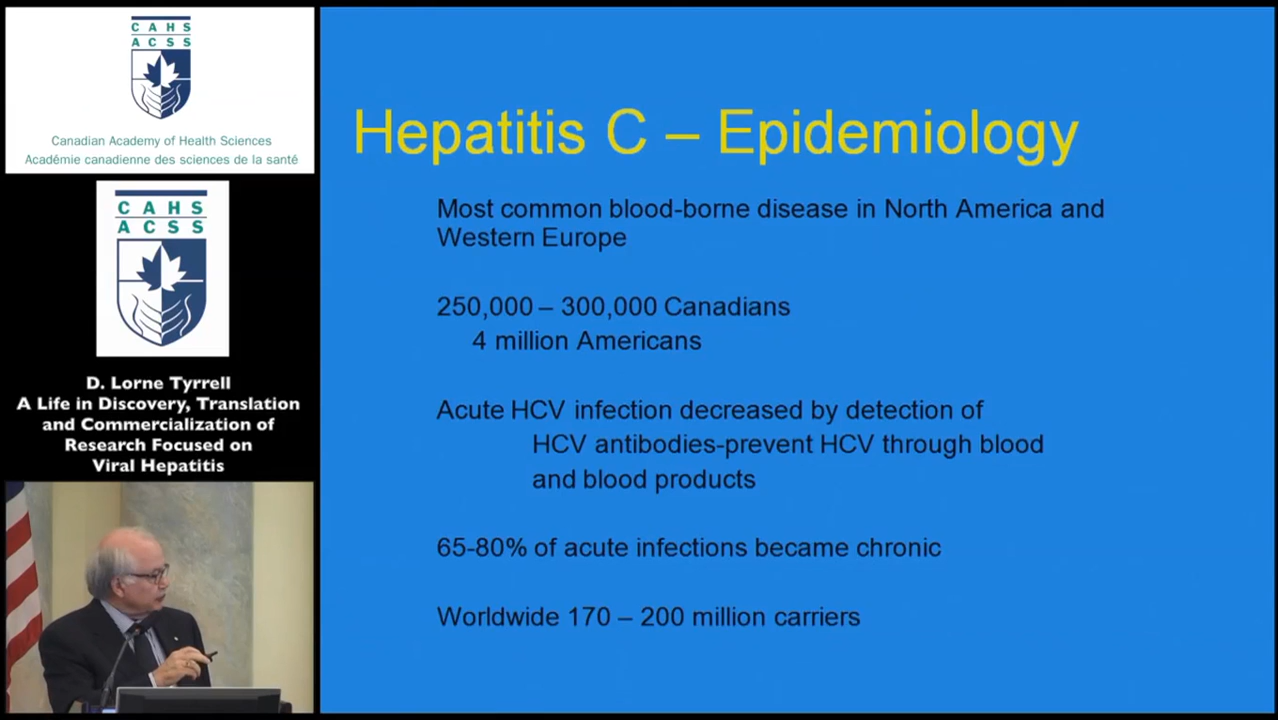 CAHS
ACSS
Canadian Academy of Health Sciences
Académie canadienne des sciences de la santé
CAHS
ACSS
D. Lorne Tyrrell
A Life in Discovery, Translation
and Commercialization of
Research Focused on
Viral Hepatitis
Hepatitis C – Epidemiology
Most common blood-borne disease in North America and
Western Europe
250,000 – 300,000 Canadians
4 million Americans
Acute HCV infection decreased by detection of
HCV antibodies-prevent HCV through blood
and blood products
65-80% of acute infections became chronic
Worldwide 170 – 200 million carriers